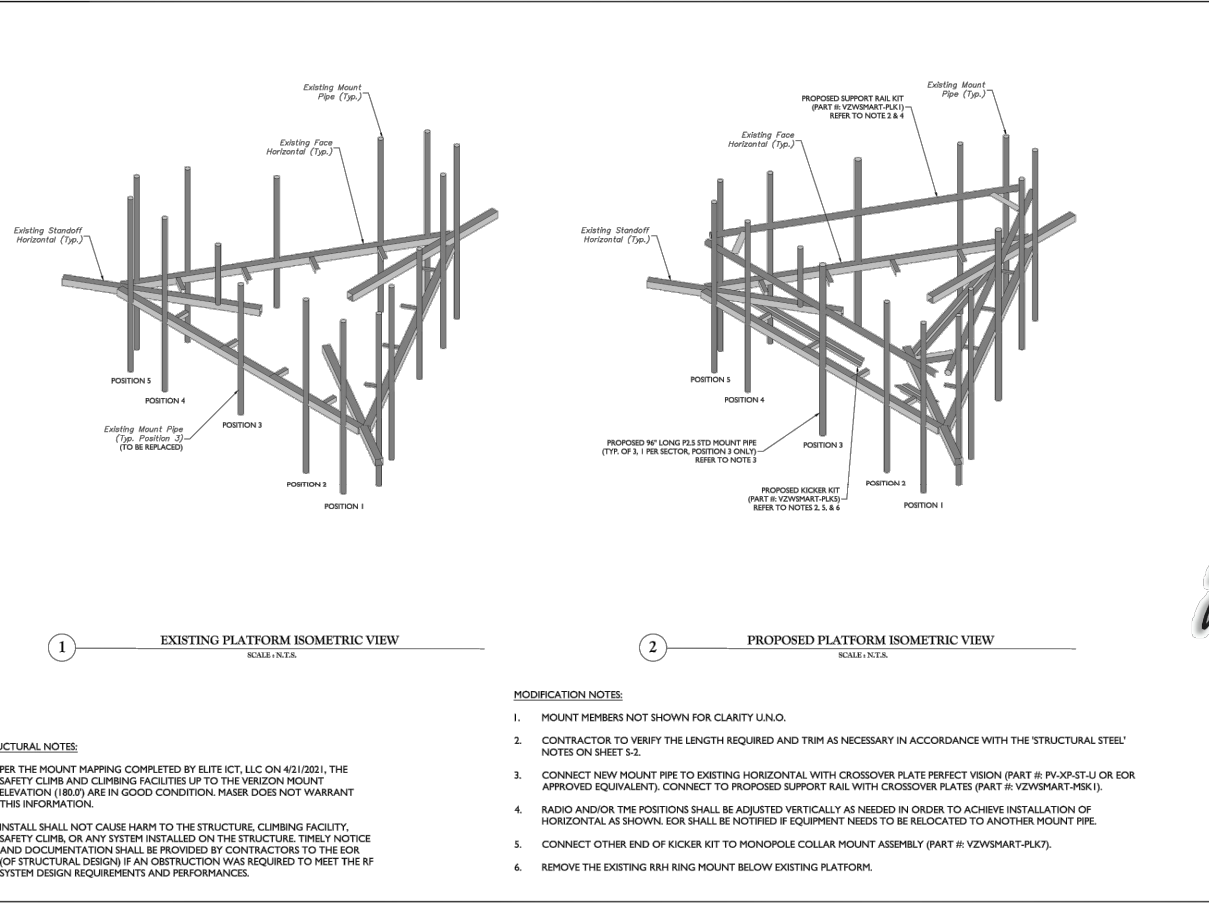 Existing Mount
Pipe (Typ.)
Existing Face
Horizontal (Typ.)
Existing Standoff
Horizontal (Typ.)
POSITION 5
POSITION 4
Existing Mount Pipe
(Typ. Position 3)
(TO BE REPLACED)
POSITION 3
POSITION 2
POSITION 1
1
EXISTING PLATFORM ISOMETRIC VIEW
SCALE : N.T.S.
Existing Mount
Pipe (Typ.)
PROPOSED SUPPORT RAIL KIT
(PART #: VZWSMART-PLK1)
REFER TO NOTE 2 & 4
Existing Face
Horizontal (Typ.)
Existing Standoff
Horizontal (Typ.)
POSITION 5
POSITION 4
PROPOSED 96" LONG P2.5 STD MOUNT PIPE
(TYP. OF 3, 1 PER SECTOR, POSITION 3 ONLY)
REFER TO NOTE 3
POSITION 3
PROPOSED KICKER KIT
(PART #: VZWSMART-PLK5)
REFER TO NOTES 2, 5, & 6
POSITION 2
POSITION 1
2
PROPOSED PLATFORM ISOMETRIC VIEW
SCALE : N.T.S.
UCTURAL NOTES:
PER THE MOUNT MAPPING COMPLETED BY ELITE ICT, LLC ON 4/21/2021, THE
SAFETY CLIMB AND CLIMBING FACILITIES UP TO THE VERIZON MOUNT
ELEVATION (180.0') ARE IN GOOD CONDITION. MASER DOES NOT WARRANT
THIS INFORMATION.
INSTALL SHALL NOT CAUSE HARM TO THE STRUCTURE, CLIMBING FACILITY,
SAFETY CLIMB, OR ANY SYSTEM INSTALLED ON THE STRUCTURE. TIMELY NOTICE
AND DOCUMENTATION SHALL BE PROVIDED BY CONTRACTORS TO THE EOR
(OF STRUCTURAL DESIGN) IF AN OBSTRUCTION WAS REQUIRED TO MEET THE RF
SYSTEM DESIGN REQUIREMENTS AND PERFORMANCES.
MODIFICATION NOTES:
1. MOUNT MEMBERS NOT SHOWN FOR CLARITY U.N.O.
2. CONTRACTOR TO VERIFY THE LENGTH REQUIRED AND TRIM AS NECESSARY IN ACCORDANCE WITH THE 'STRUCTURAL STEEL'
NOTES ON SHEET S-2.
3. CONNECT NEW MOUNT PIPE TO EXISTING HORIZONTAL WITH CROSSOVER PLATE PERFECT VISION (PART #: PV-XP-ST-U OR EOR
APPROVED EQUIVALENT). CONNECT TO PROPOSED SUPPORT RAIL WITH CROSSOVER PLATES (PART #: VZWSMART-MSK1).
4. RADIO AND/OR TME POSITIONS SHALL BE ADJUSTED VERTICALLY AS NEEDED IN ORDER TO ACHIEVE INSTALLATION OF
HORIZONTAL AS SHOWN. EOR SHALL BE NOTIFIED IF EQUIPMENT NEEDS TO BE RELOCATED TO ANOTHER MOUNT PIPE.
5. CONNECT OTHER END OF KICKER KIT TO MONOPOLE COLLAR MOUNT ASSEMBLY (PART #: VZWSMART-PLK7).
6. REMOVE THE EXISTING RRH RING MOUNT BELOW EXISTING PLATFORM.